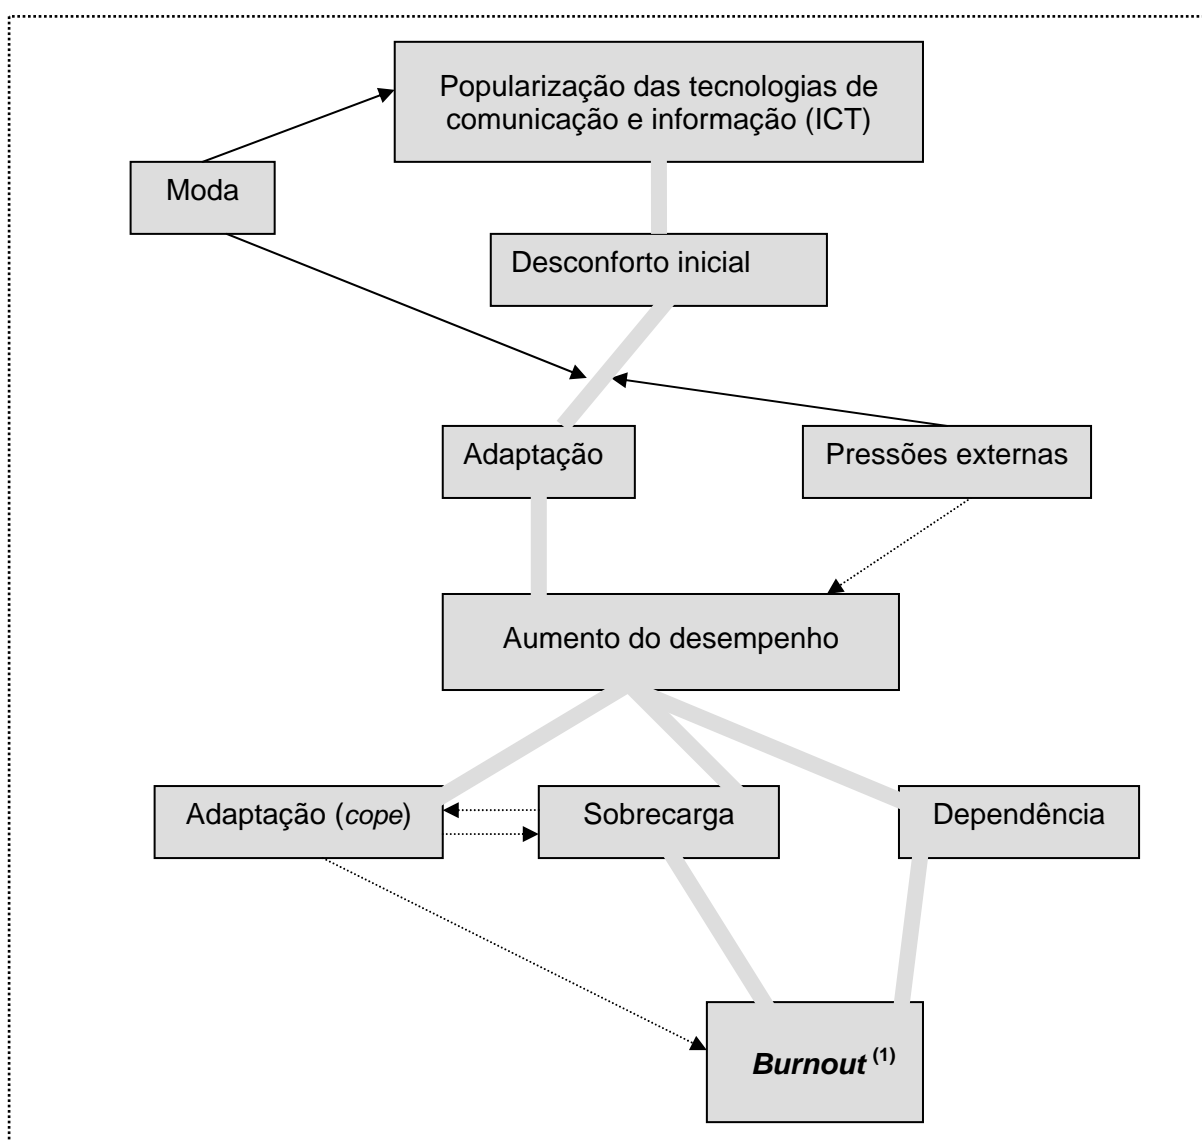 Popularização das tecnologias de
comunicação e informação (ICT)
Moda
Desconforto inicial
Adaptação
Pressões externas
Aumento do desempenho
Adaptação (cope)
Sobrecarga
Dependência
Burnout (1)